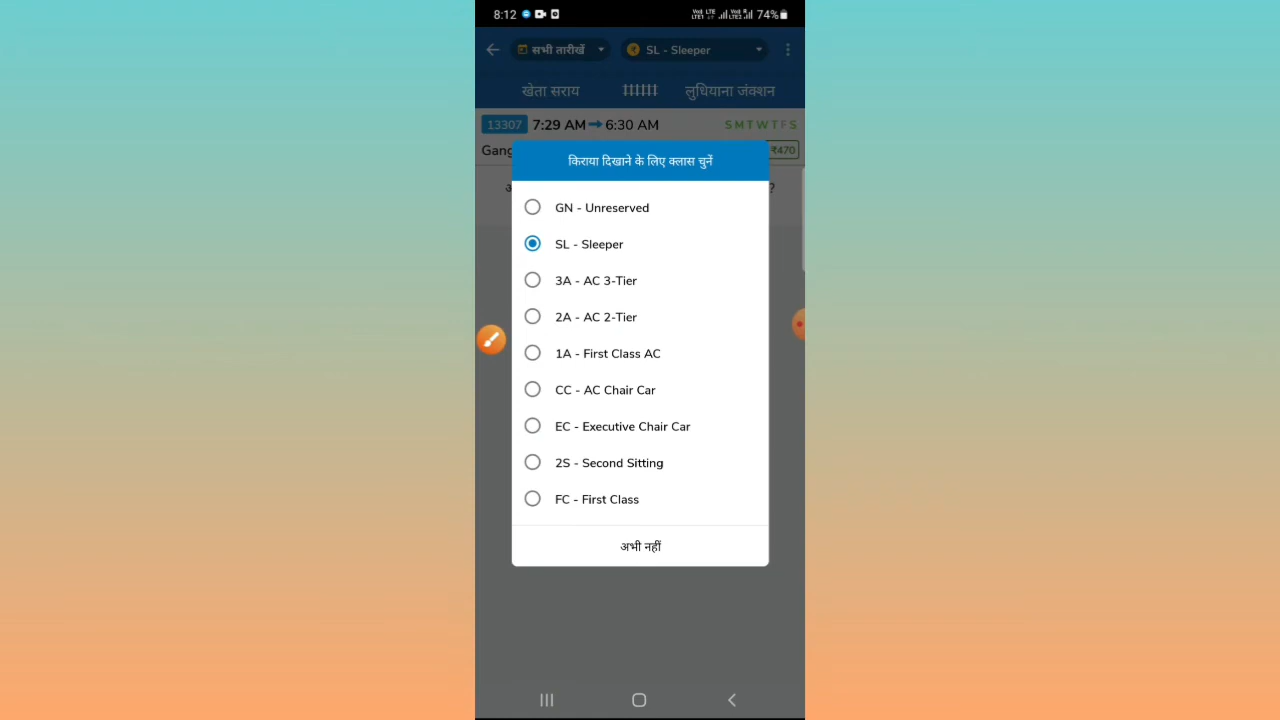 8:12 74%
सभी तारीखें SL - Sleeper
खेता सराय लुधियाना जंक्शन
13307 7:29 AM 6:30 AM S M T W T F S
Gang ₹470
किराया दिखाने के लिए क्लास चुनें
?
GN - Unreserved
SL - Sleeper
3A - AC 3-Tier
2A - AC 2-Tier
1A - First Class AC
CC - AC Chair Car
EC - Executive Chair Car
2S - Second Sitting
FC - First Class
अभी नहीं